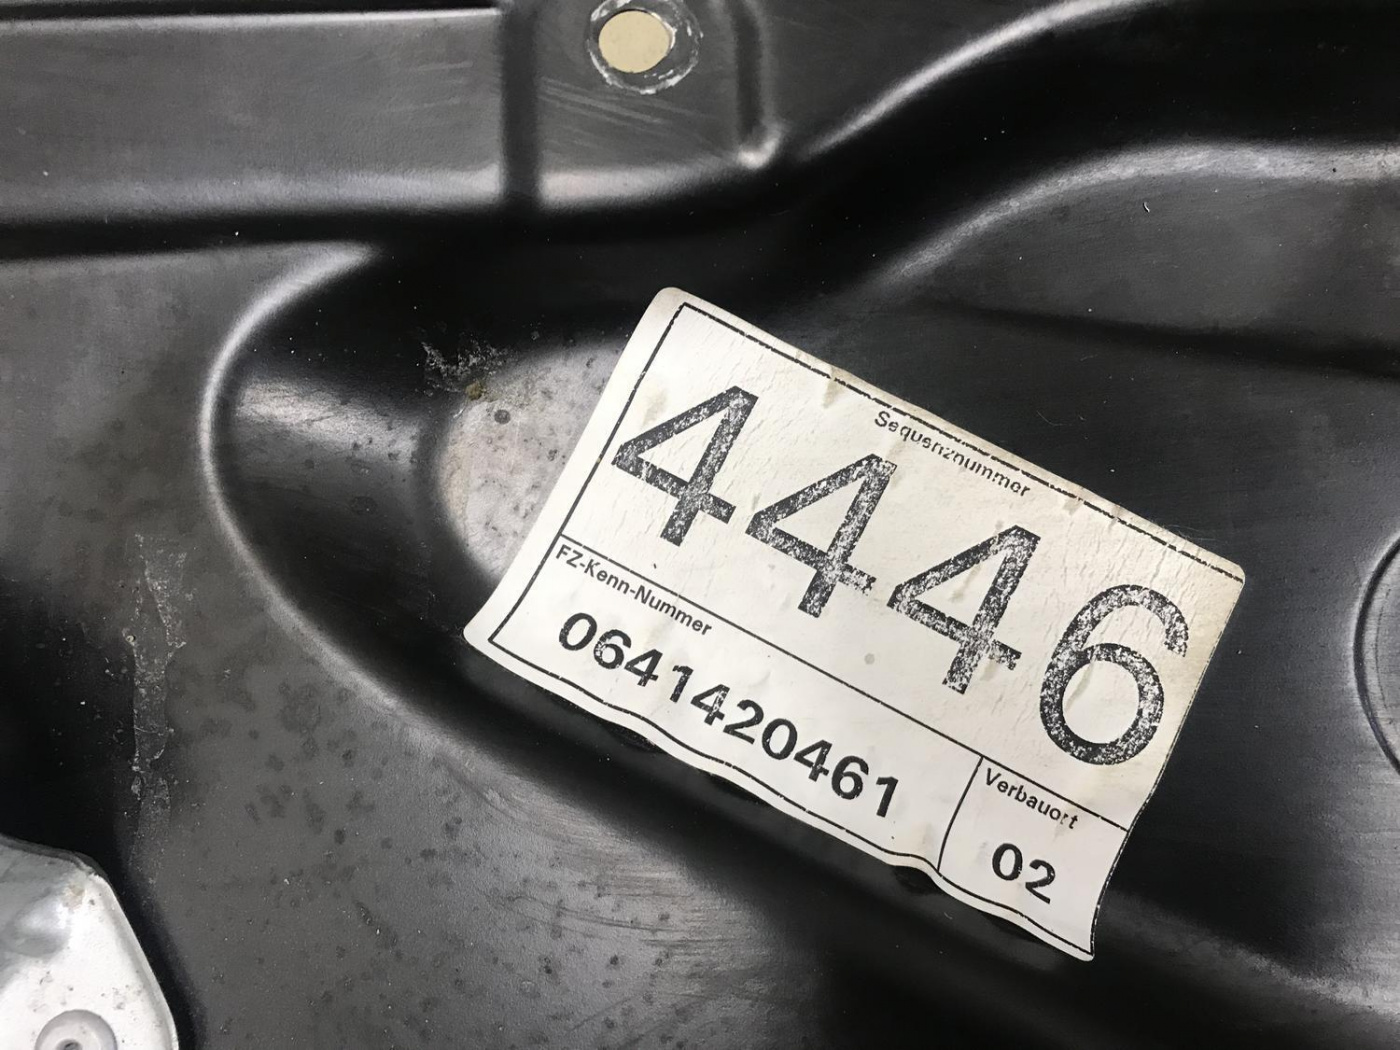 Sequenznummer
4446
FZ-Kenn-Nummer
0641420461
Verbauort
02